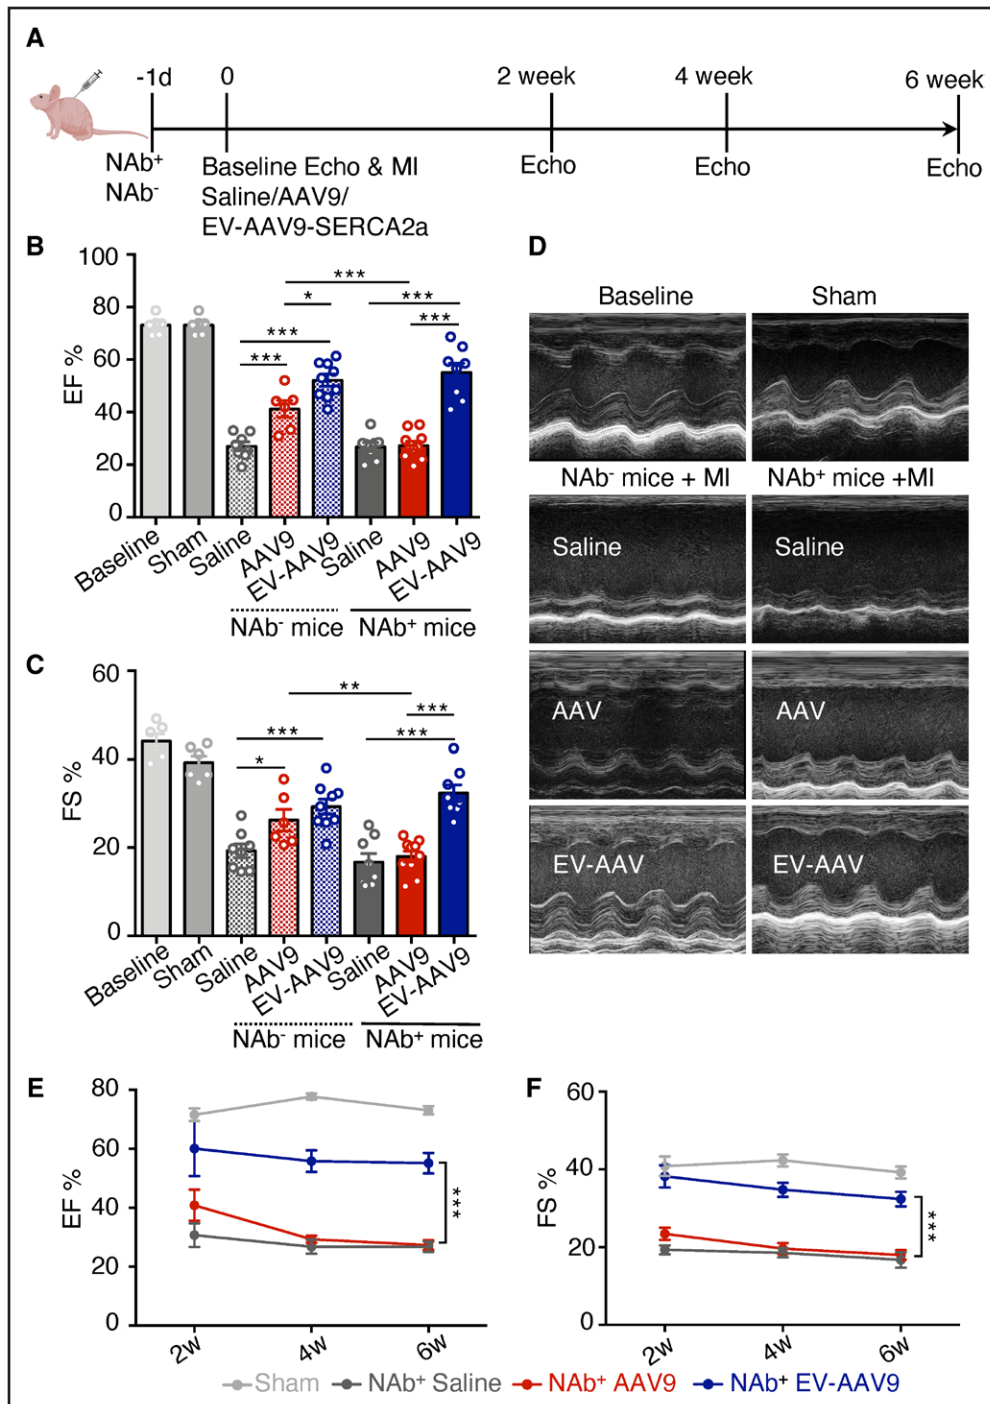 A
-1d 0 2 week 4 week 6 week
NAb+ Baseline Echo & MI Echo Echo Echo
NAb- Saline/AAV9/
EV-AAV9-SERCA2a
B
100
80
60
40
20
0
EF %
*** ***
* ***
*** ***
***
Baseline Sham Saline AAV9 EV-AAV9 Saline AAV9 EV-AAV9
NAb- mice NAb+ mice
C
60
40
20
0
FS %
**
*** ***
* ***
Baseline Sham Saline AAV9 EV-AAV9 Saline AAV9 EV-AAV9
NAb- mice NAb+ mice
D
Baseline Sham
NAb- mice + MI NAb+ mice +MI
Saline Saline
AAV AAV
EV-AAV EV-AAV
E
80
60
40
20
0
EF %
***
2w 4w 6w
F
60
40
20
0
FS %
***
2w 4w 6w
Sham NAb+ Saline NAb+ AAV9 NAb+ EV-AAV9